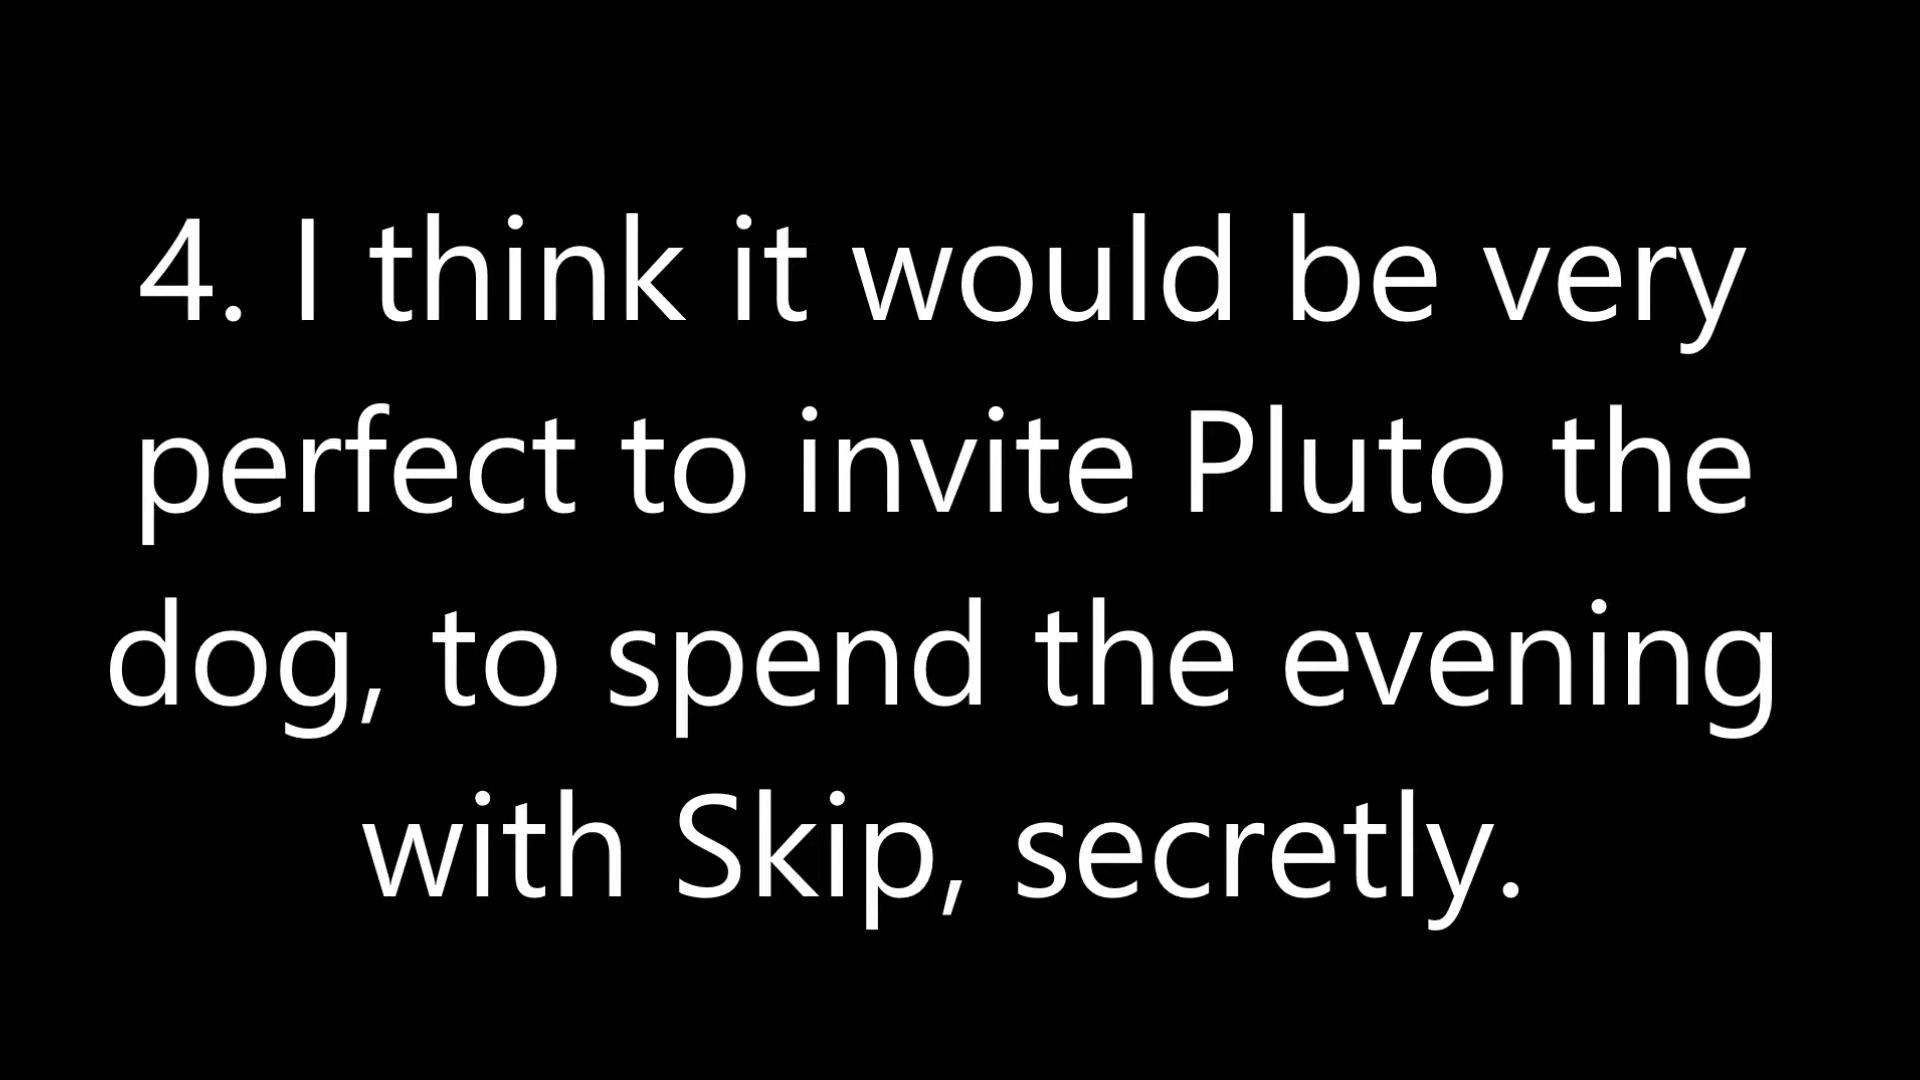 4. I think it would be very
perfect to invite Pluto the
dog, to spend the evening
with Skip, secretly.